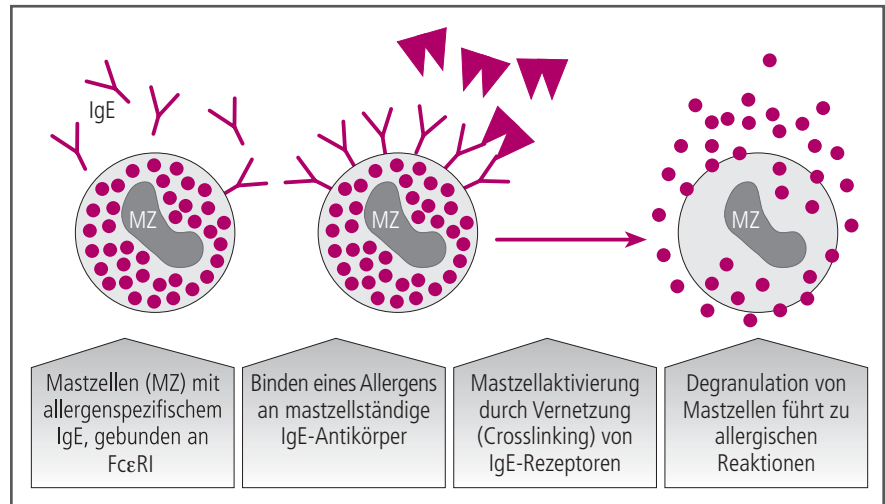 IgE
MZ
MZ
MZ
Mastzellen (MZ) mit
allergenspezifischem
IgE, gebunden an
FcεRI
Binden eines Allergens
an mastzellständige
IgE-Antikörper
Mastzellaktivierung
durch Vernetzung
(Crosslinking) von
IgE-Rezeptoren
Degranulation von
Mastzellen führt zu
allergischen
Reaktionen